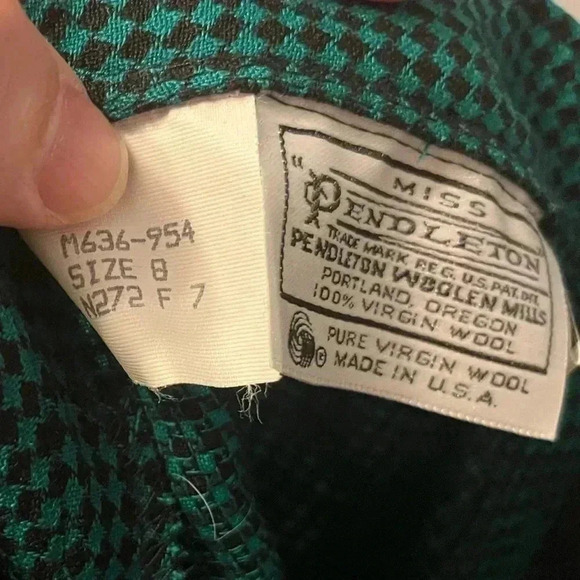 M636-954
SIZE 8
N272 F 7
"MISS
PENDLETON
TRADE MARK REG. U.S. PAT. OFF.
PENDLETON WOOLEN MILLS
PORTLAND, OREGON
100% VIRGIN WOOL
PURE VIRGIN WOOL
MADE IN U.S.A.